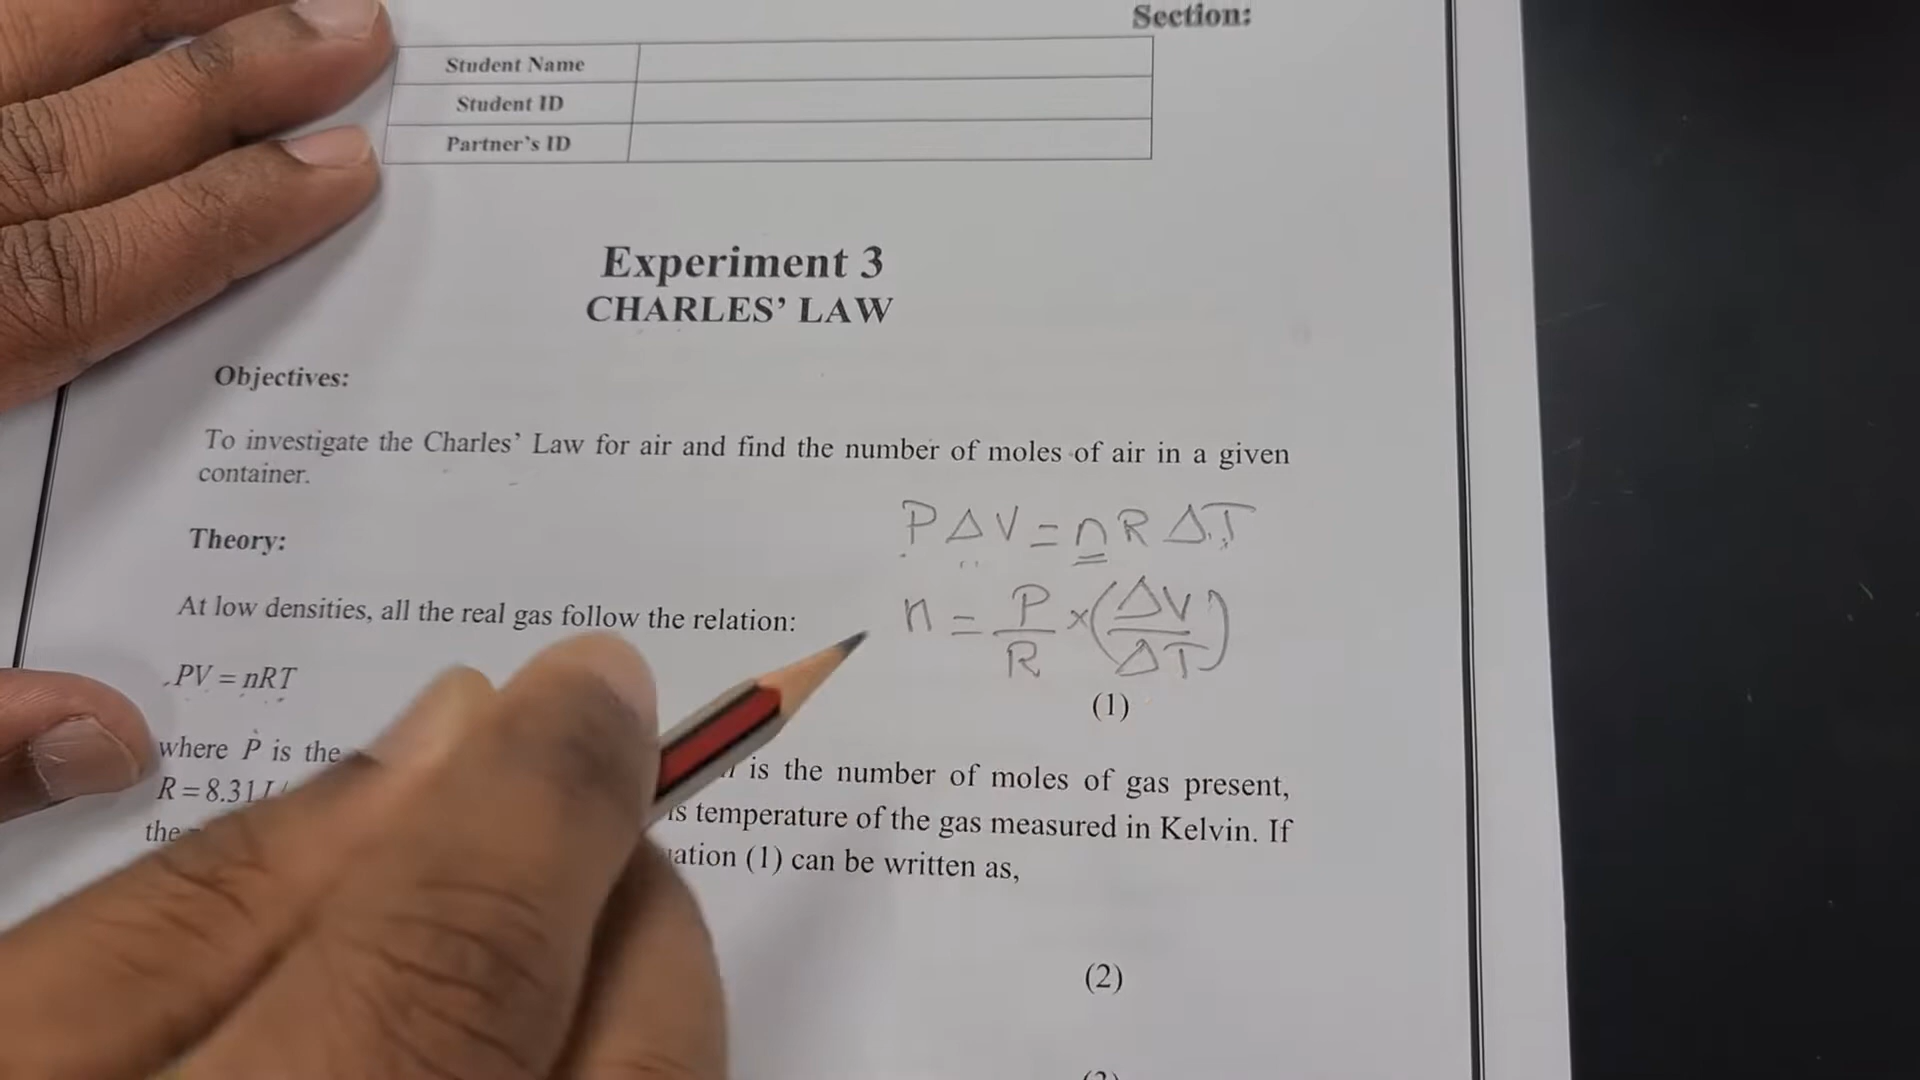 Section:
Student Name
Student ID
Partner's ID
Experiment 3
CHARLES' LAW
Objectives:
To investigate the Charles' Law for air and find the number of moles of air in a given
container.
PΔV = nRΔT
Theory:
n = P/R × (ΔV/ΔT)
At low densities, all the real gas follow the relation:
PV = nRT
(1)
where P is the is the number of moles of gas present,
R = 8.31 temperature of the gas measured in Kelvin. If
the (1) can be written as,
(2)